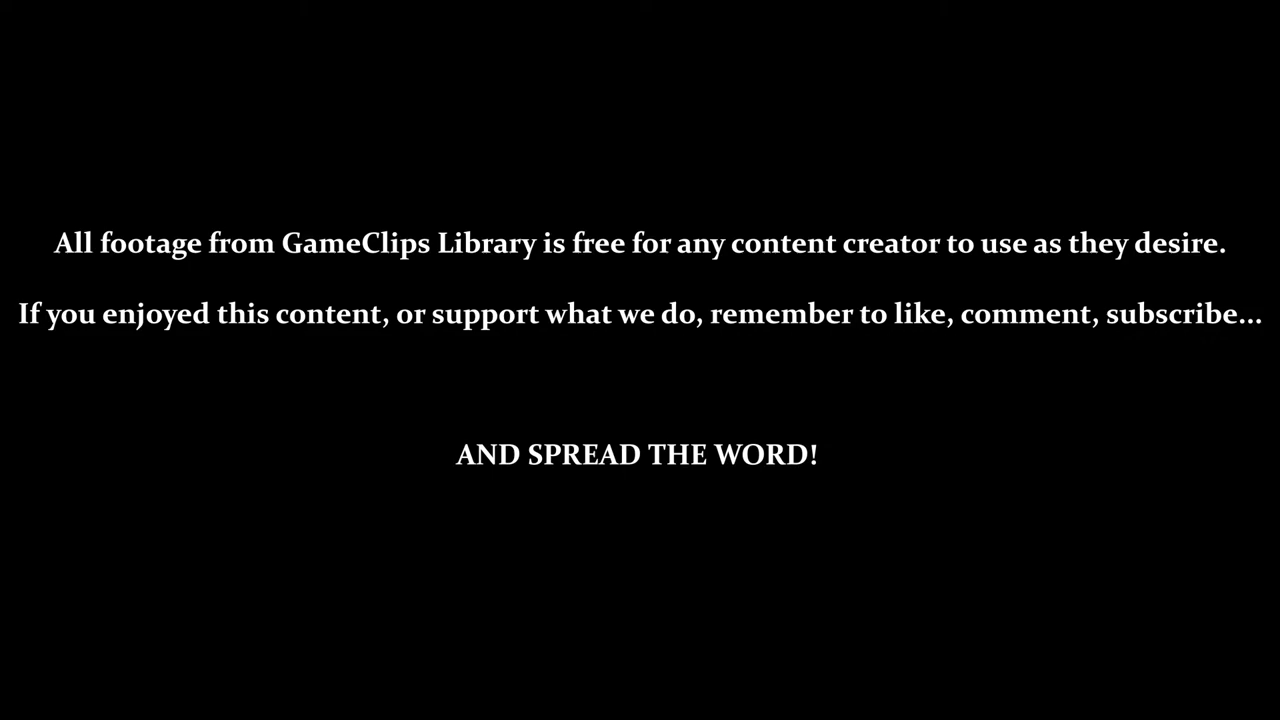 All footage from GameClips Library is free for any content creator to use as they desire.
If you enjoyed this content, or support what we do, remember to like, comment, subscribe...
AND SPREAD THE WORD!